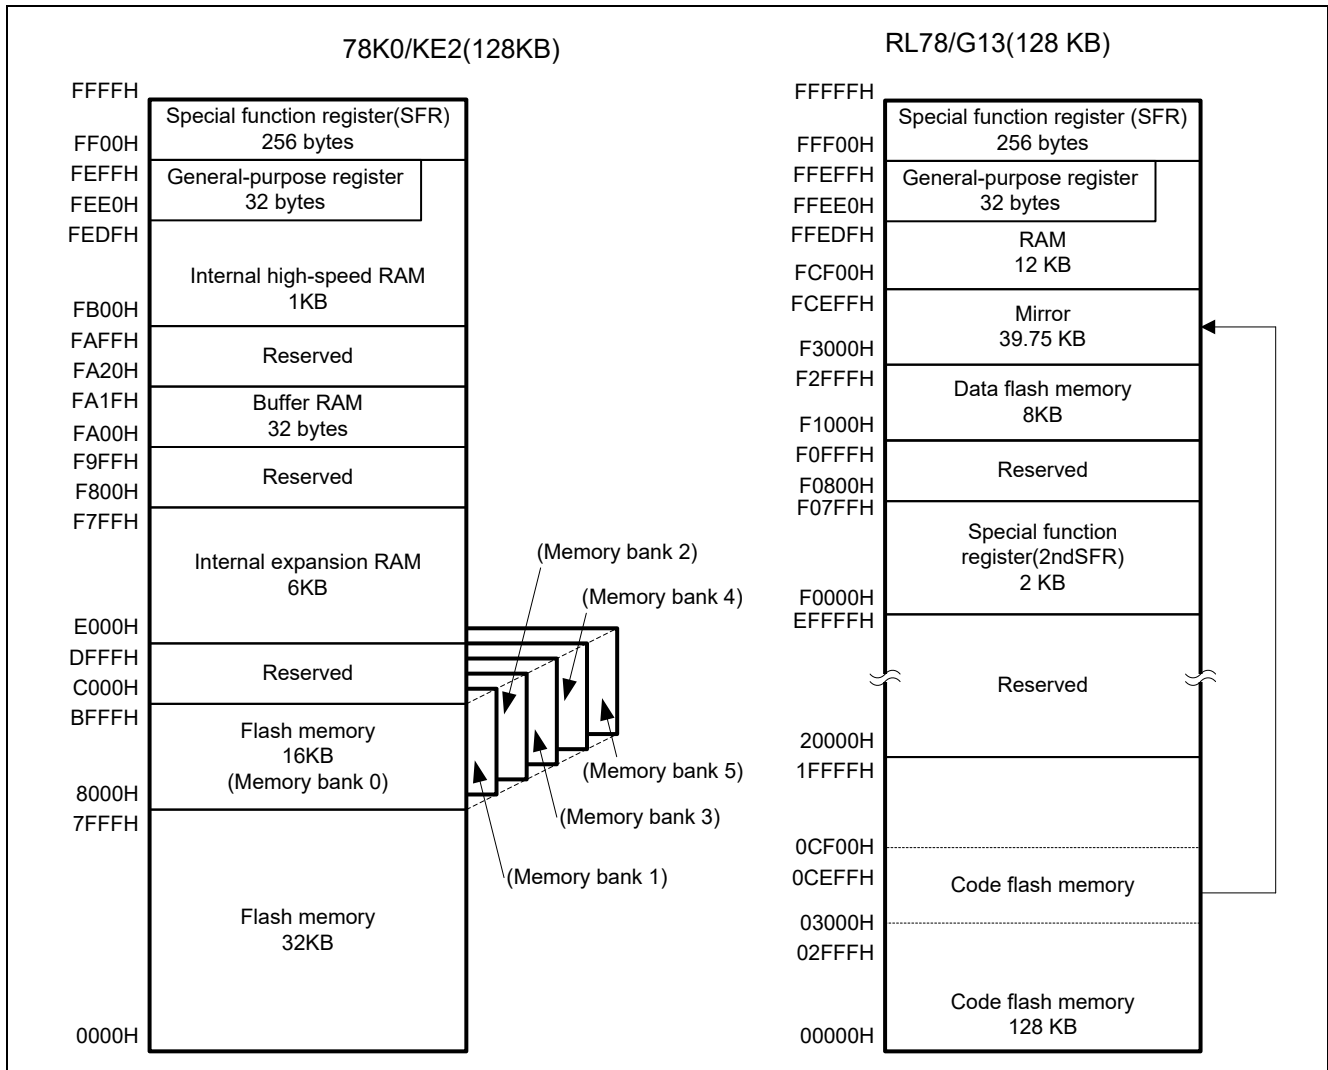 78K0/KE2(128KB)
FFFFH
Special function register(SFR)
256 bytes
FF00H
FEFFH
General-purpose register
32 bytes
FEE0H
FEDFH
Internal high-speed RAM
1KB
FB00H
FAFFH
Reserved
FA20H
FA1FH
Buffer RAM
32 bytes
FA00H
F9FFH
Reserved
F800H
F7FFH
Internal expansion RAM
6KB
E000H
DFFFH
Reserved
C000H
BFFFH
Flash memory
16KB
(Memory bank 0)
8000H
7FFFH
Flash memory
32KB
0000H
(Memory bank 2)
(Memory bank 4)
(Memory bank 5)
(Memory bank 3)
(Memory bank 1)
RL78/G13(128 KB)
FFFFFH
Special function register (SFR)
256 bytes
FFF00H
FFEFFH
General-purpose register
32 bytes
FFEE0H
FFEDFH
RAM
12 KB
FCF00H
FCEFFH
Mirror
39.75 KB
F3000H
F2FFFH
Data flash memory
8KB
F1000H
F0FFFH
Reserved
F0800H
F07FFH
Special function
register(2ndSFR)
2 KB
F0000H
EFFFFH
Reserved
20000H
1FFFFH
0CF00H
0CEFFH
Code flash memory
03000H
02FFFH
Code flash memory
128 KB
00000H